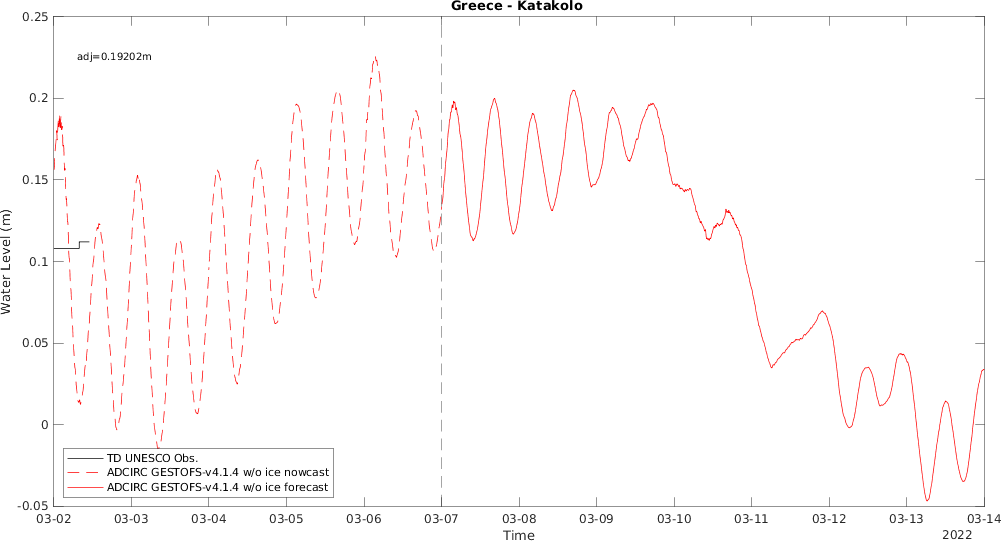 Greece - Katakolo
adj=0.19202m
0.25
0.2
0.15
0.1
0.05
0
-0.05
Water Level (m)
TD UNESCO Obs.
ADCIRC GESTOFS-v4.1.4 w/o ice nowcast
ADCIRC GESTOFS-v4.1.4 w/o ice forecast
03-02 03-03 03-04 03-05 03-06 03-07 03-08 03-09 03-10 03-11 03-12 03-13 03-14
Time
2022